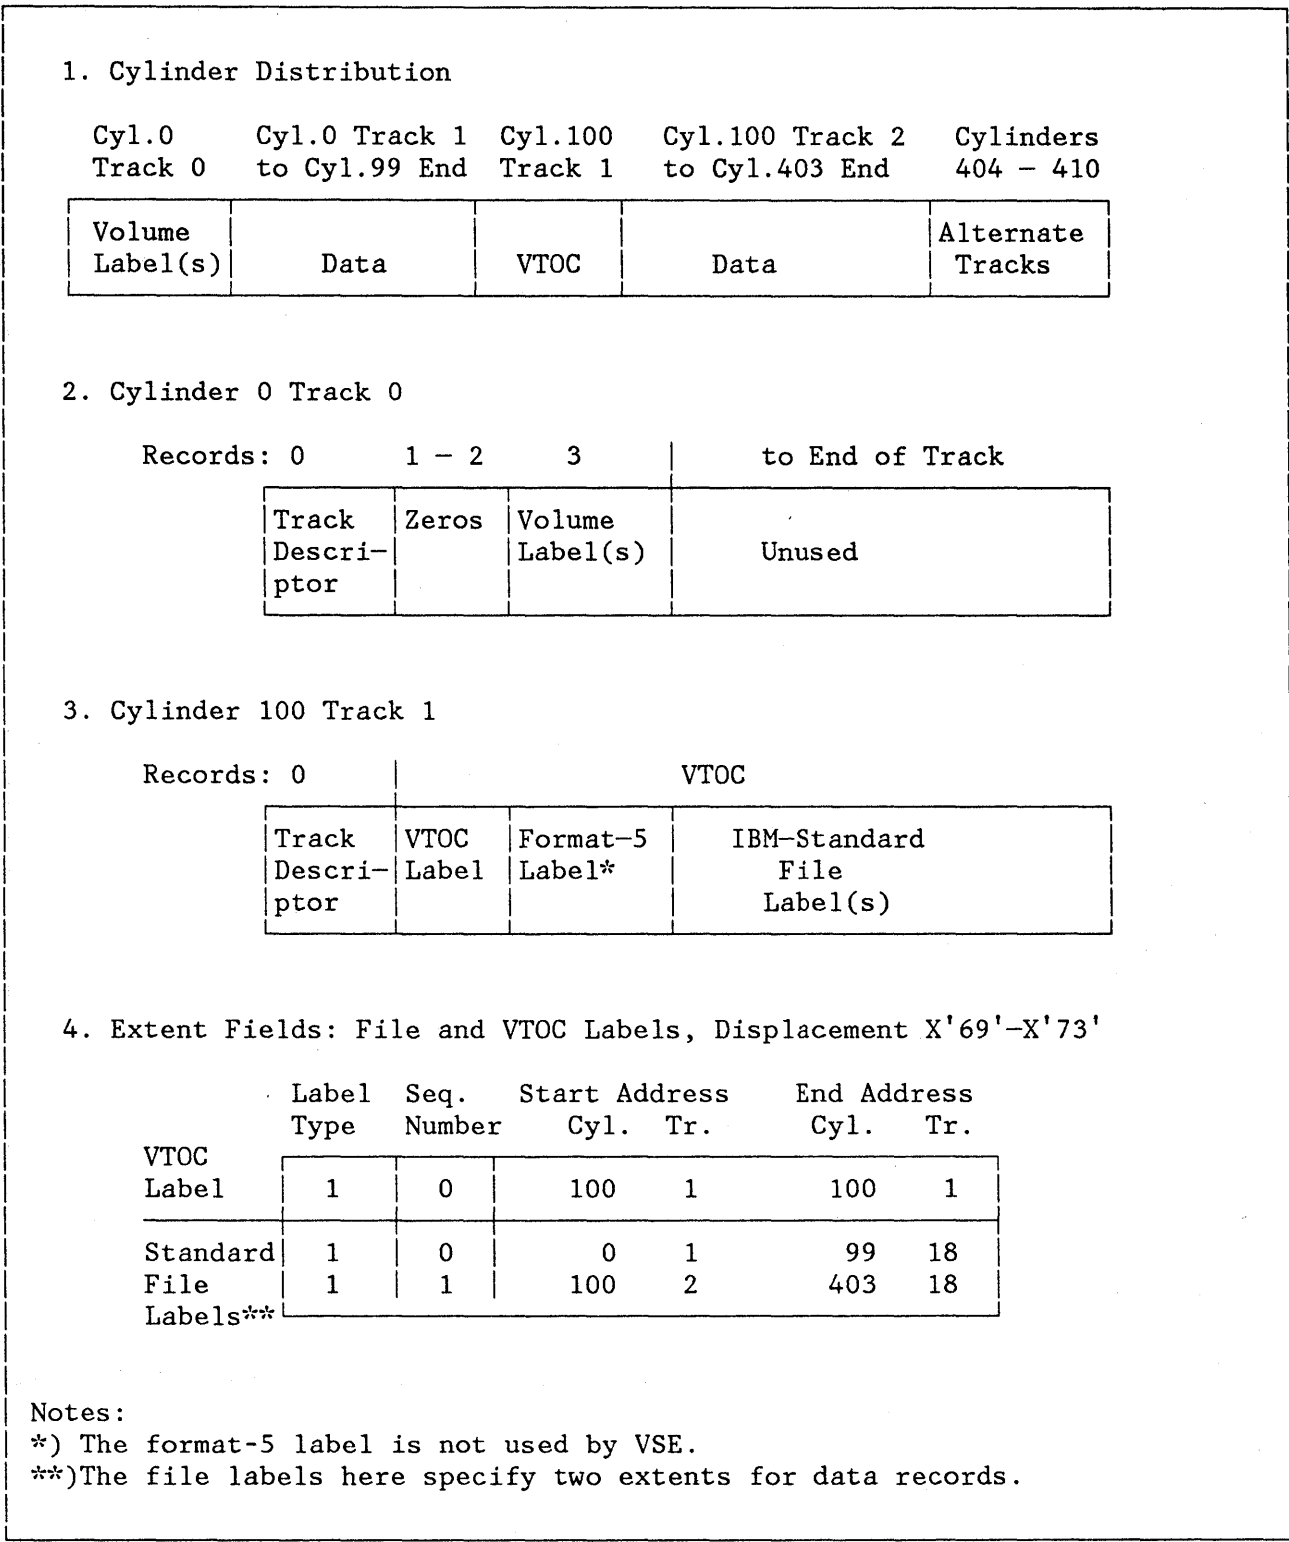 1. Cylinder Distribution
Cyl.0 Cyl.0 Track 1 Cyl.100 Cyl.100 Track 2 Cylinders
Track 0 to Cyl.99 End Track 1 to Cyl.403 End 404 — 410
Volume Alternate
Label(s) Data VTOC Data Tracks
2. Cylinder 0 Track 0
Records: 0 1 — 2 3 to End of Track
Track Zeros Volume
Descri— Label(s) Unused
ptor
3. Cylinder 100 Track 1
Records: 0 VTOC
Track VTOC Format—5 IBM—Standard
Descri— Label Label* File
ptor Label(s)
4. Extent Fields: File and VTOC Labels, Displacement X'69'—X'73'
Label Seq. Start Address End Address
Type Number Cyl. Tr. Cyl. Tr.
VTOC
Label 1 0 100 1 100 1
Standard 1 0 0 1 99 18
File 1 1 100 2 403 18
Labels**
Notes:
*) The format-5 label is not used by VSE.
**)The file labels here specify two extents for data records.